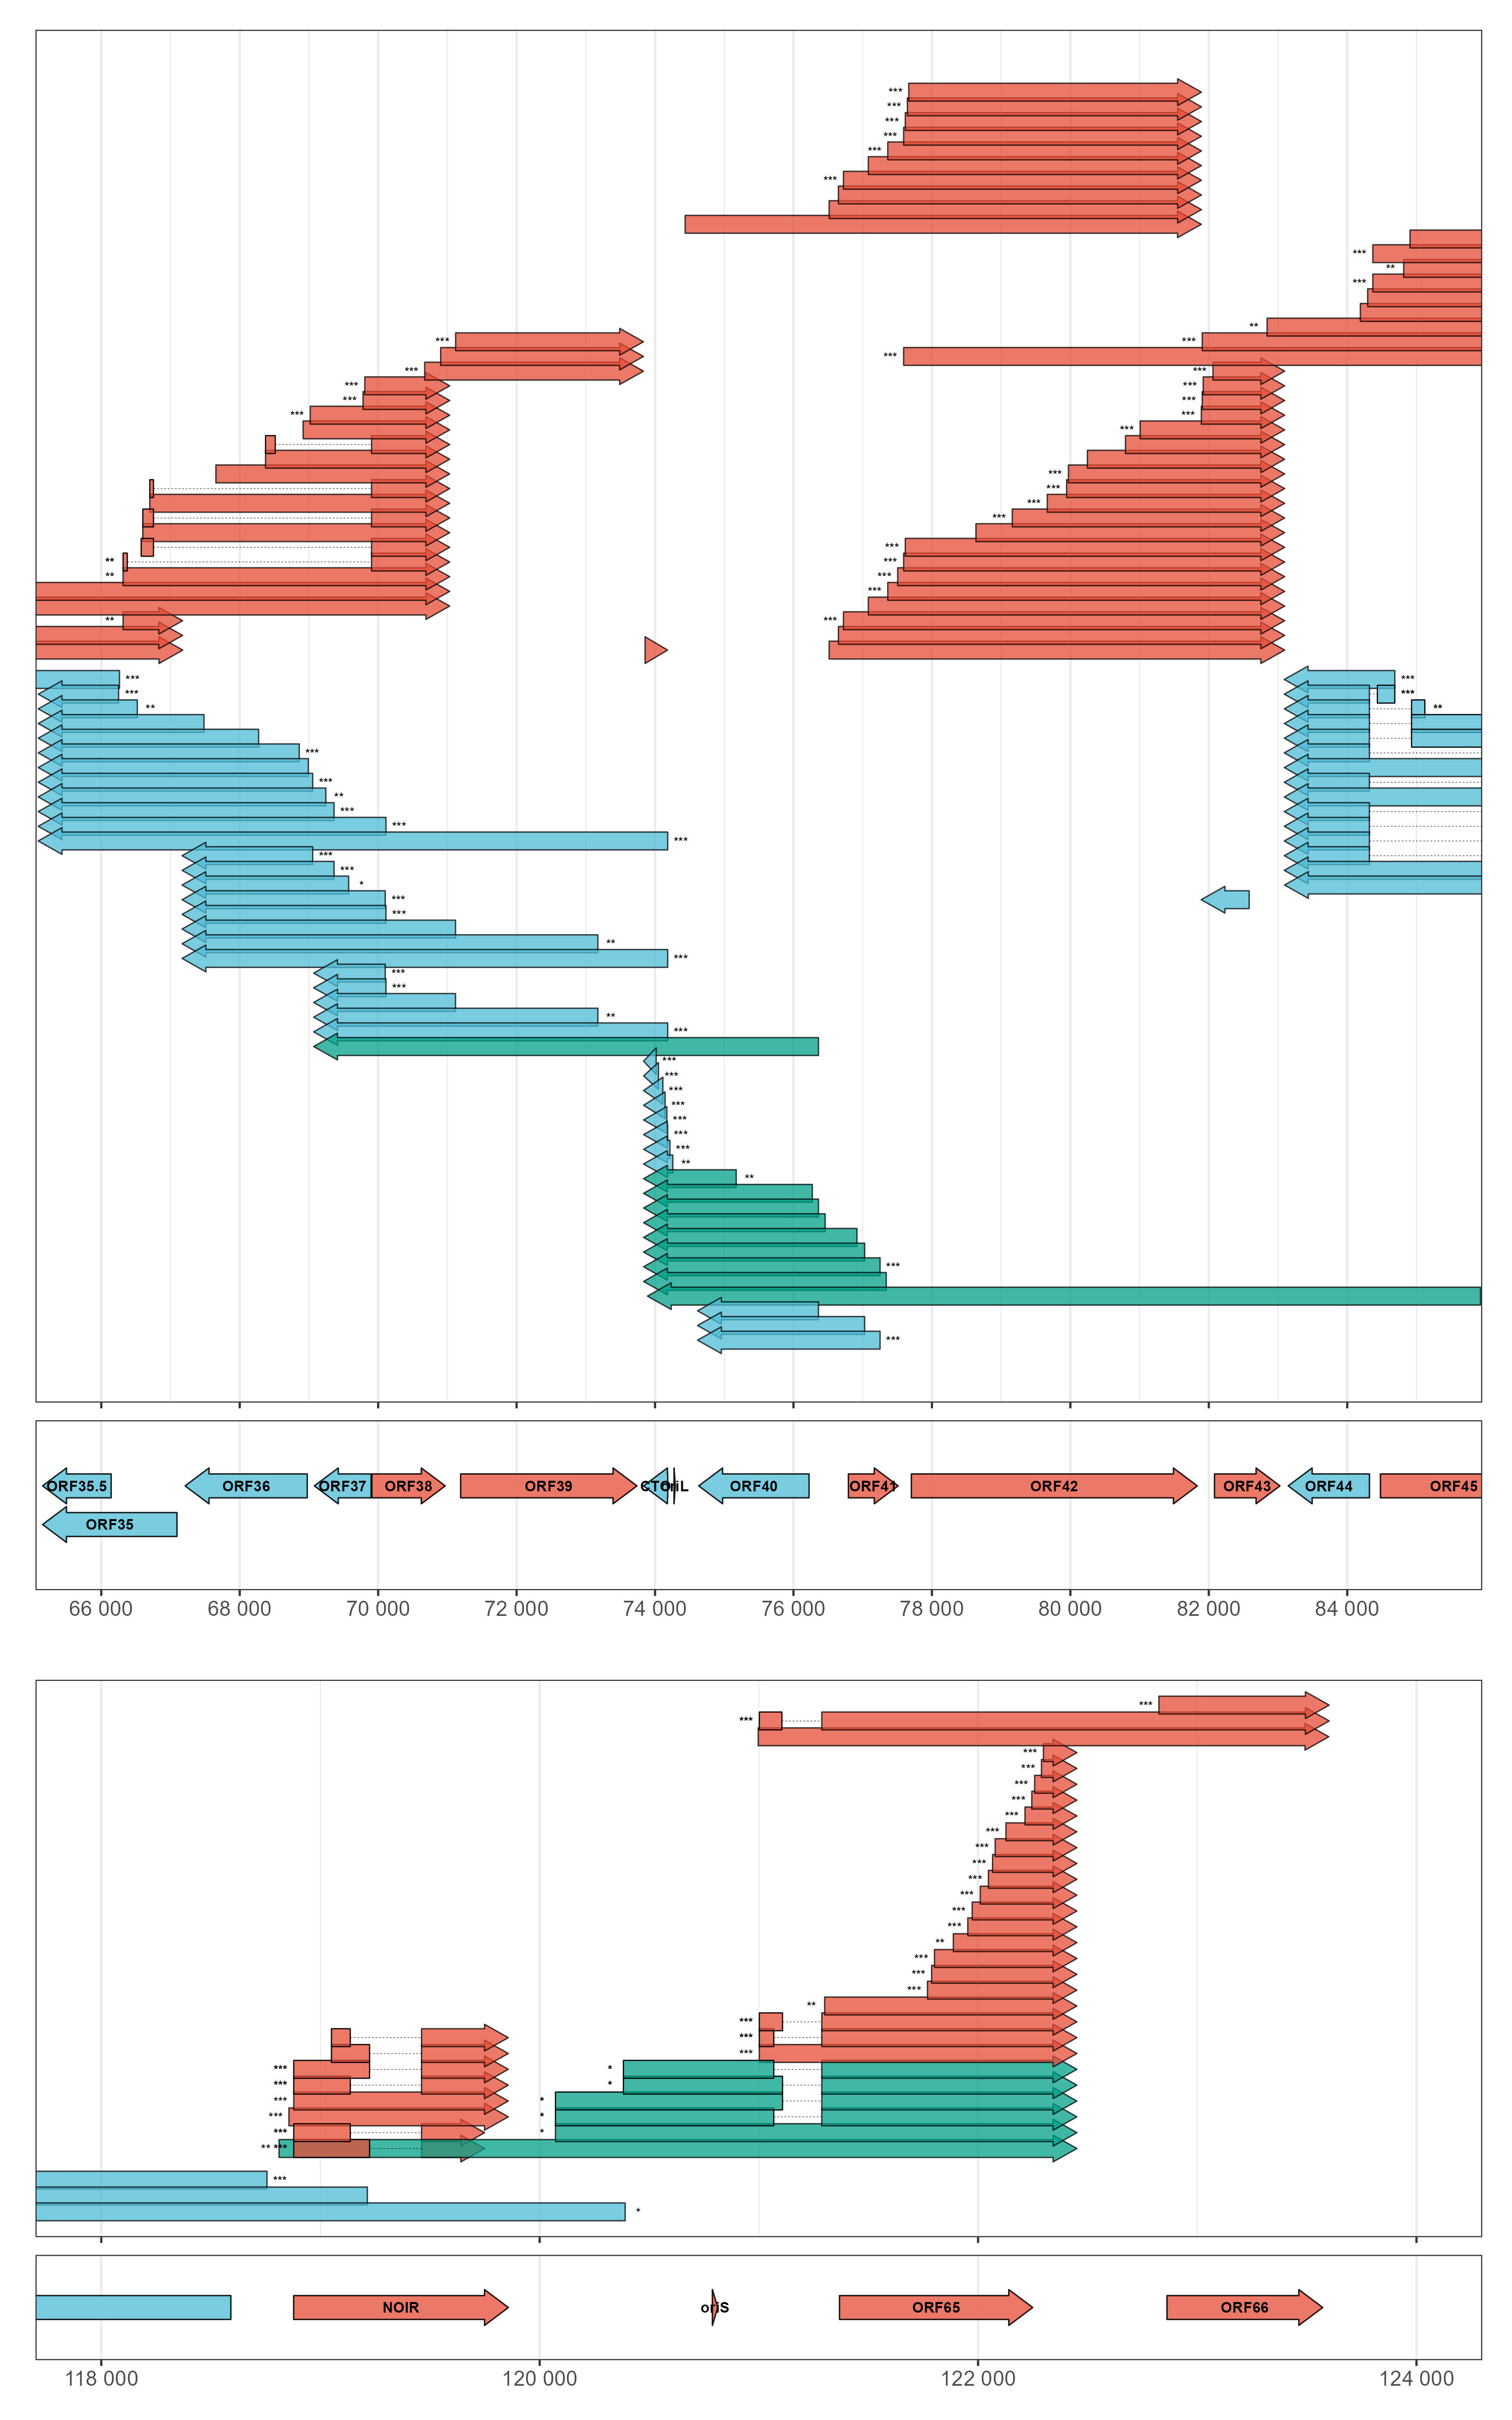 ORF35.5 ORF36 ORF37 ORF38 ORF39 CTO oriL ORF40 ORF41 ORF42 ORF43 ORF44 ORF45
ORF35
66 000 68 000 70 000 72 000 74 000 76 000 78 000 80 000 82 000 84 000
NOIR oriS ORF65 ORF66
118 000 120 000 122 000 124 000